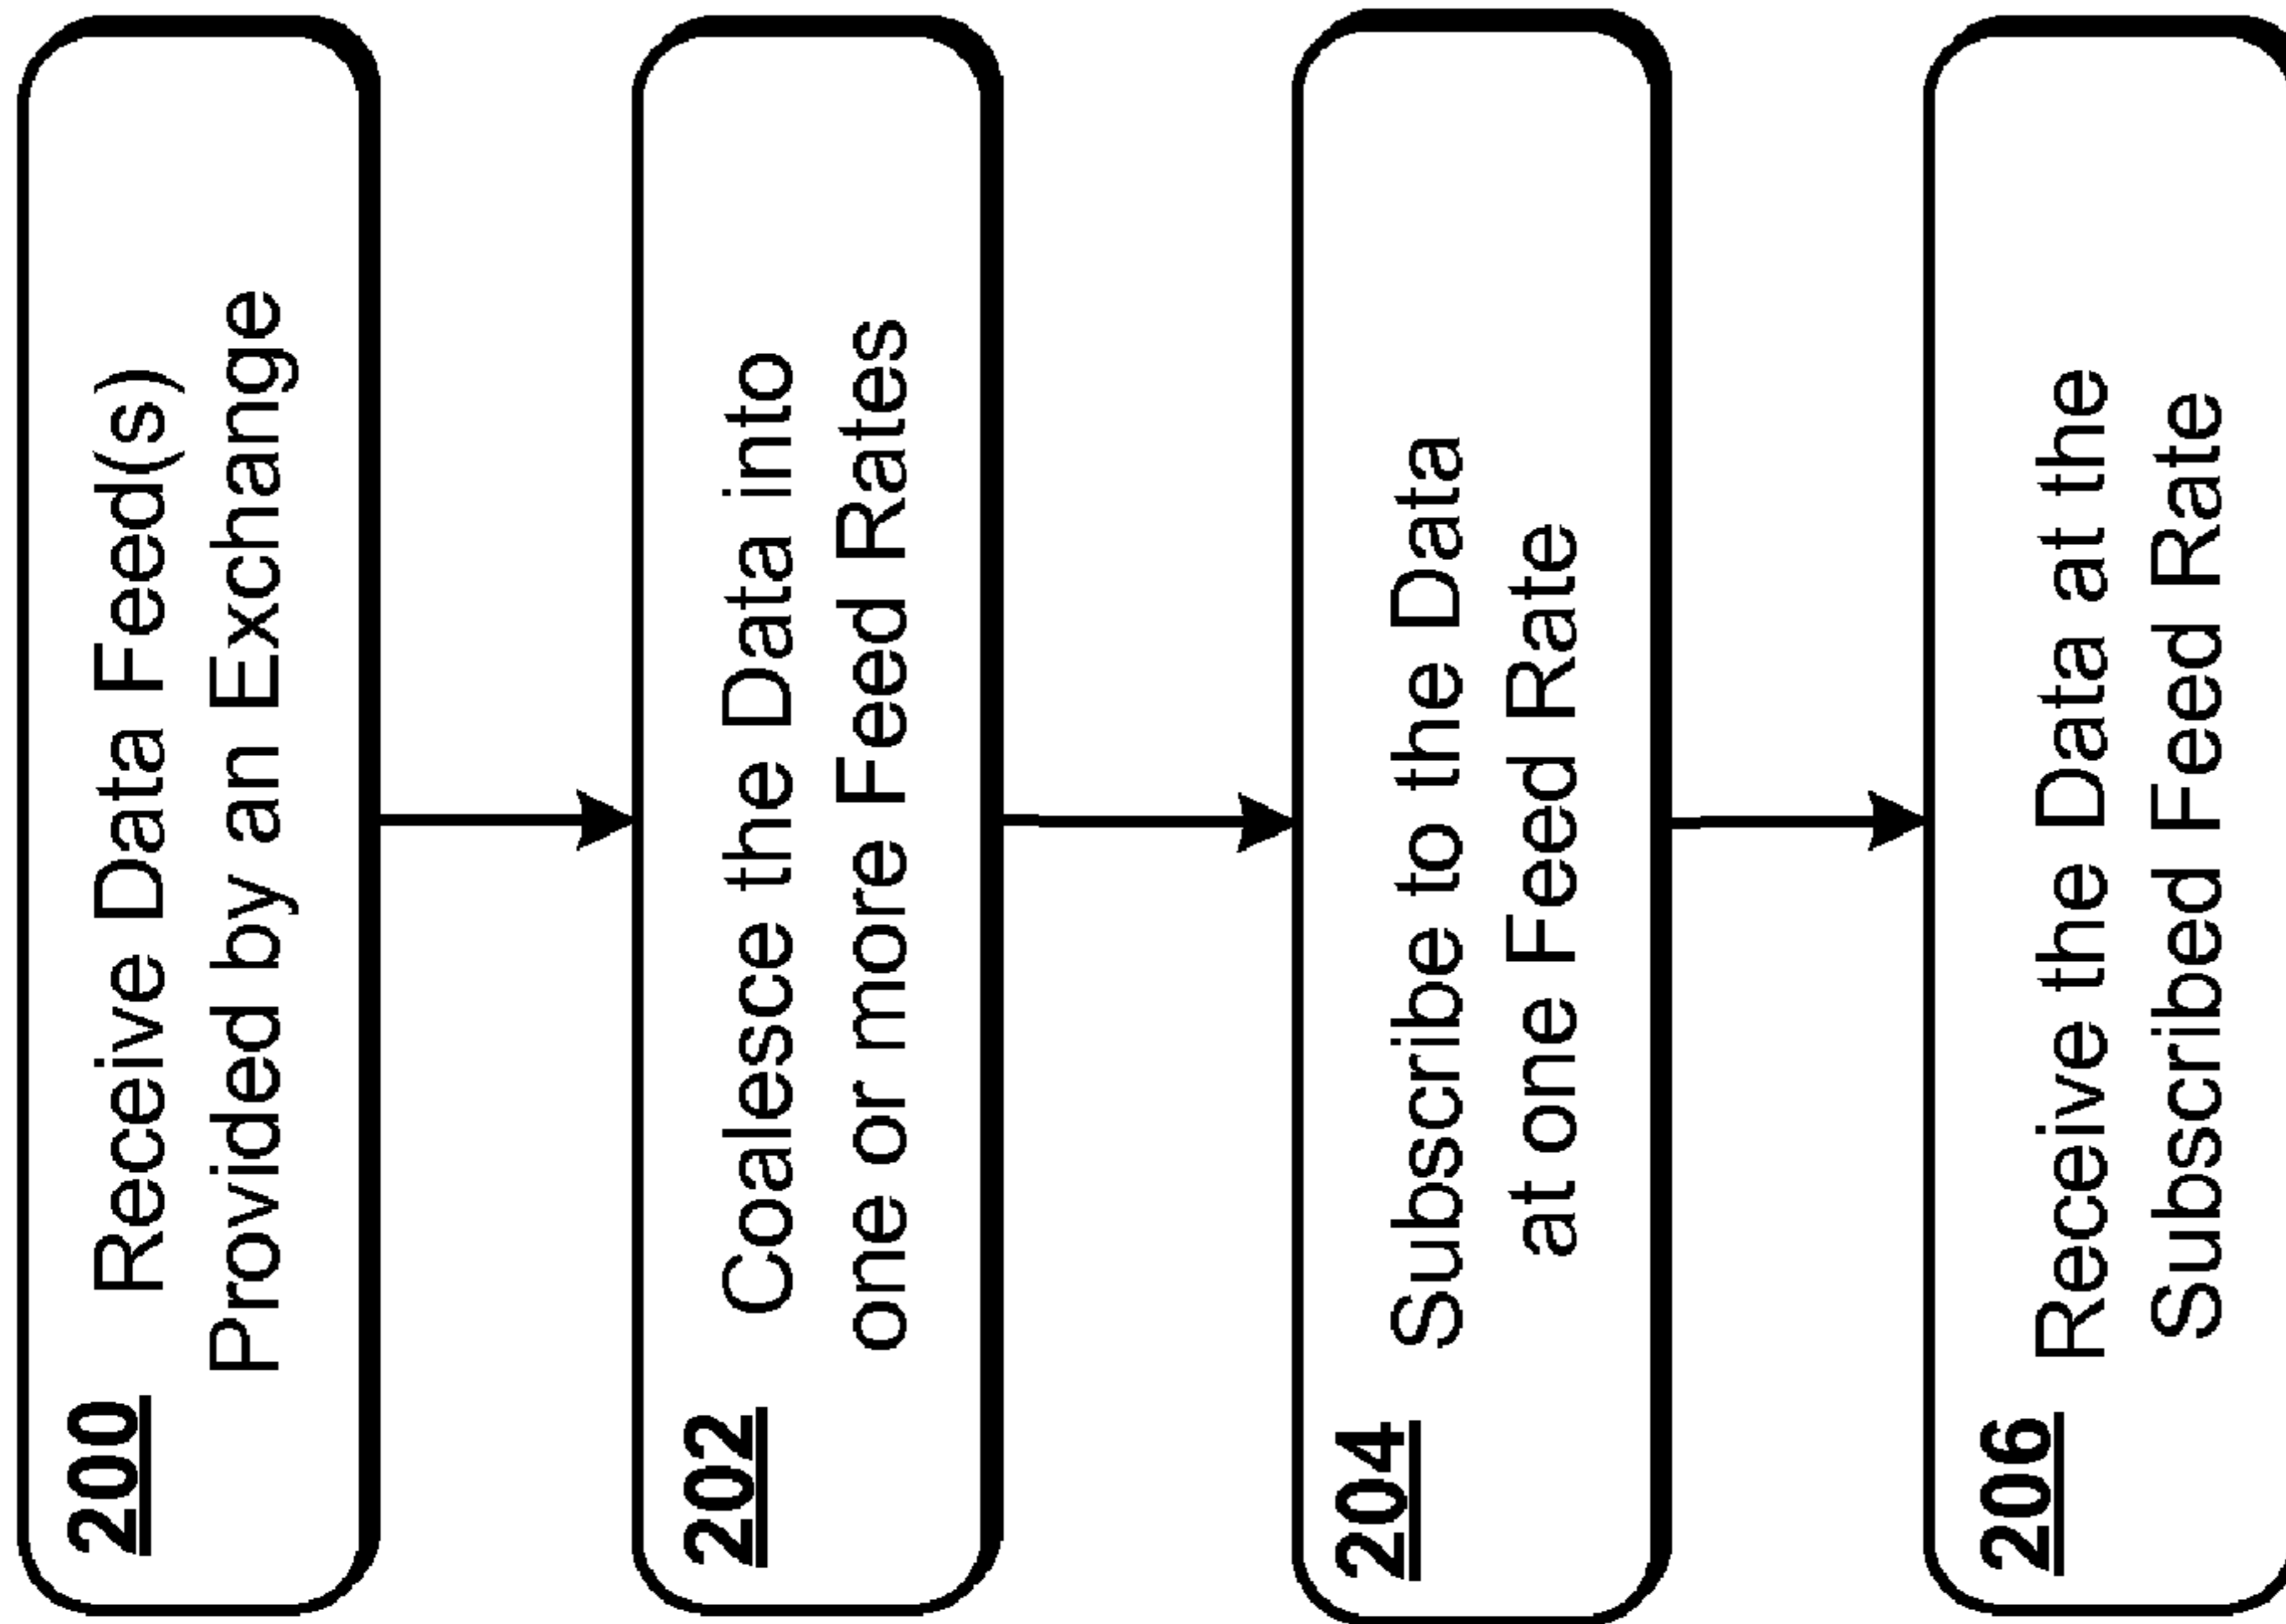 200 Receive Data Feed(s)
Provided by an Exchange
202 Coalesce the Data into
one or more Feed Rates
204 Subscribe to the Data
at one Feed Rate
206 Receive the Data at the
Subscribed Feed Rate